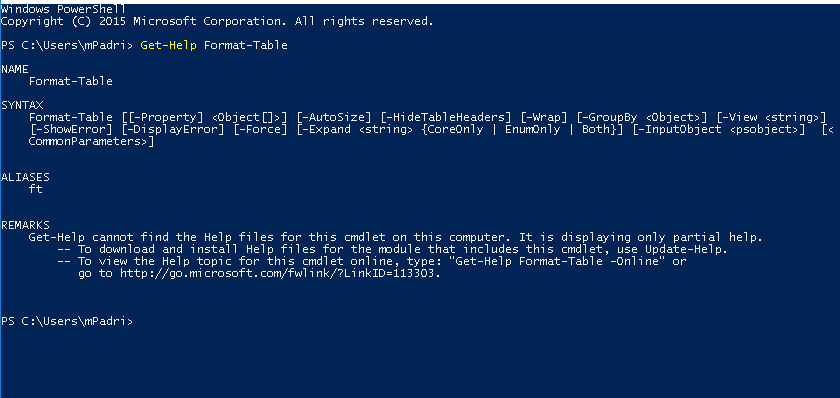 Windows PowerShell
Copyright (C) 2015 Microsoft Corporation. All rights reserved.
PS C:\Users\mPadri> Get-Help Format-Table
NAME
Format-Table
SYNTAX
Format-Table [[-Property] <Object[]>] [-AutoSize] [-HideTableHeaders] [-Wrap] [-GroupBy <Object>] [-View <string>]
[-ShowError] [-DisplayError] [-Force] [-Expand <string> {CoreOnly | EnumOnly | Both}] [-InputObject <psobject>]  [<
CommonParameters>]
ALIASES
ft
REMARKS
Get-Help cannot find the Help files for this cmdlet on this computer. It is displaying only partial help.
-- To download and install Help files for the module that includes this cmdlet, use Update-Help.
-- To view the Help topic for this cmdlet online, type: "Get-Help Format-Table -Online" or
go to http://go.microsoft.com/fwlink/?LinkID=113303.
PS C:\Users\mPadri>